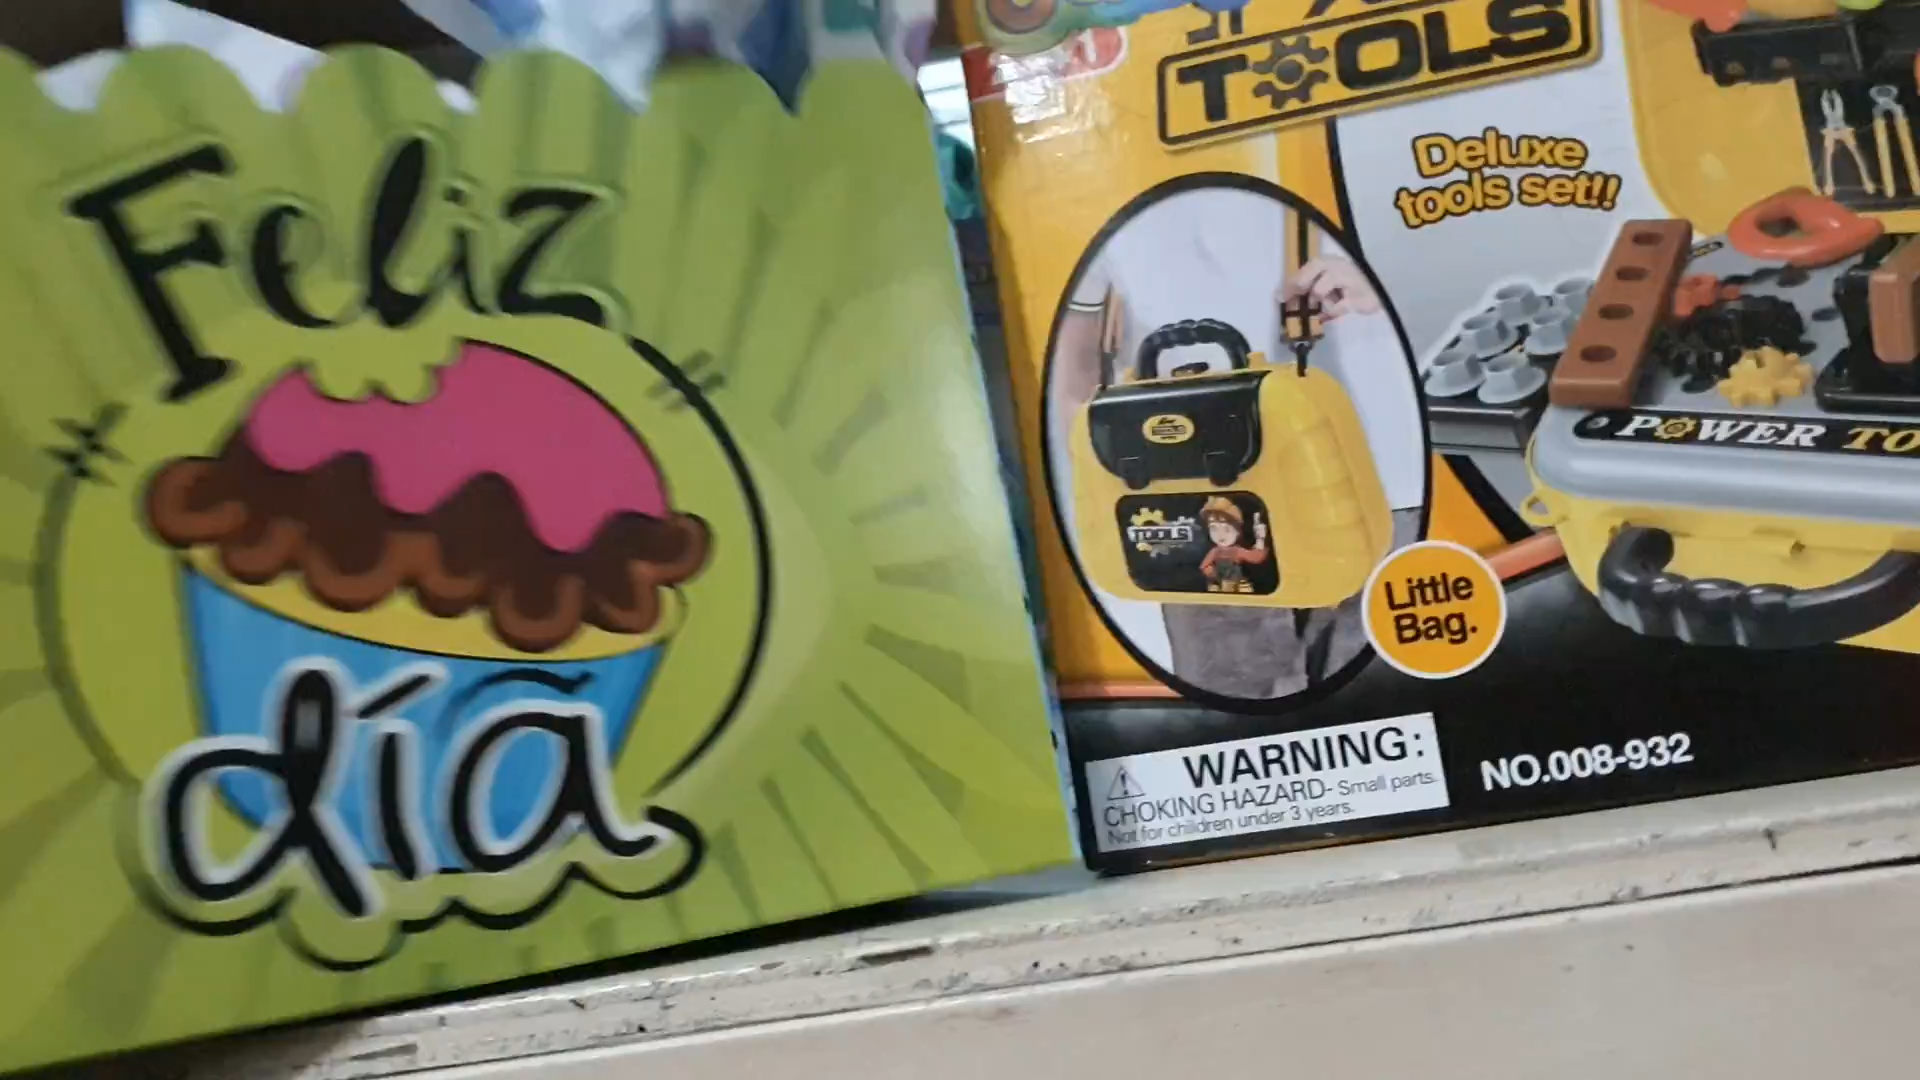 Feliz
día
TOOLS
Deluxe
tools set!!
POWER
TOOLS
Little
Bag.
WARNING:
CHOKING HAZARD- Small parts.
Not for children under 3 years.
NO.008-932